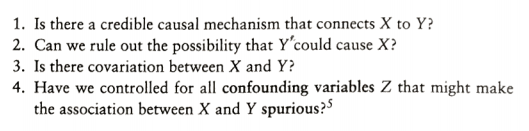 1. Is there a credible causal mechanism that connects X to Y?
2. Can we rule out the possibility that Y could cause X?
3. Is there covariation between X and Y?
4. Have we controlled for all confounding variables Z that might make
the association between X and Y spurious?⁵